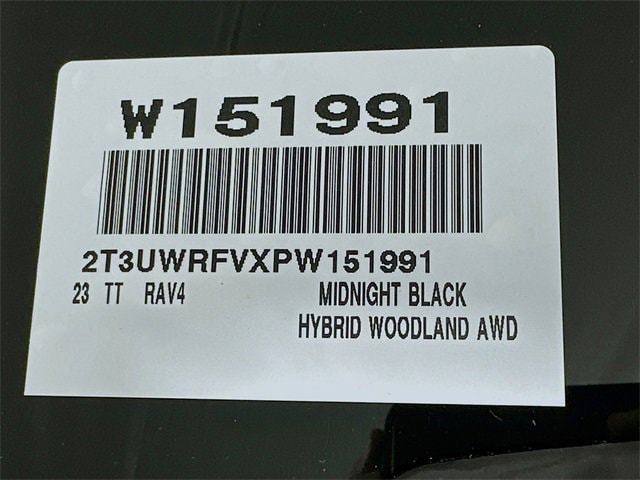 W151991
2T3UWRFVXPW151991
23 TT RAV4 MIDNIGHT BLACK
HYBRID WOODLAND AWD